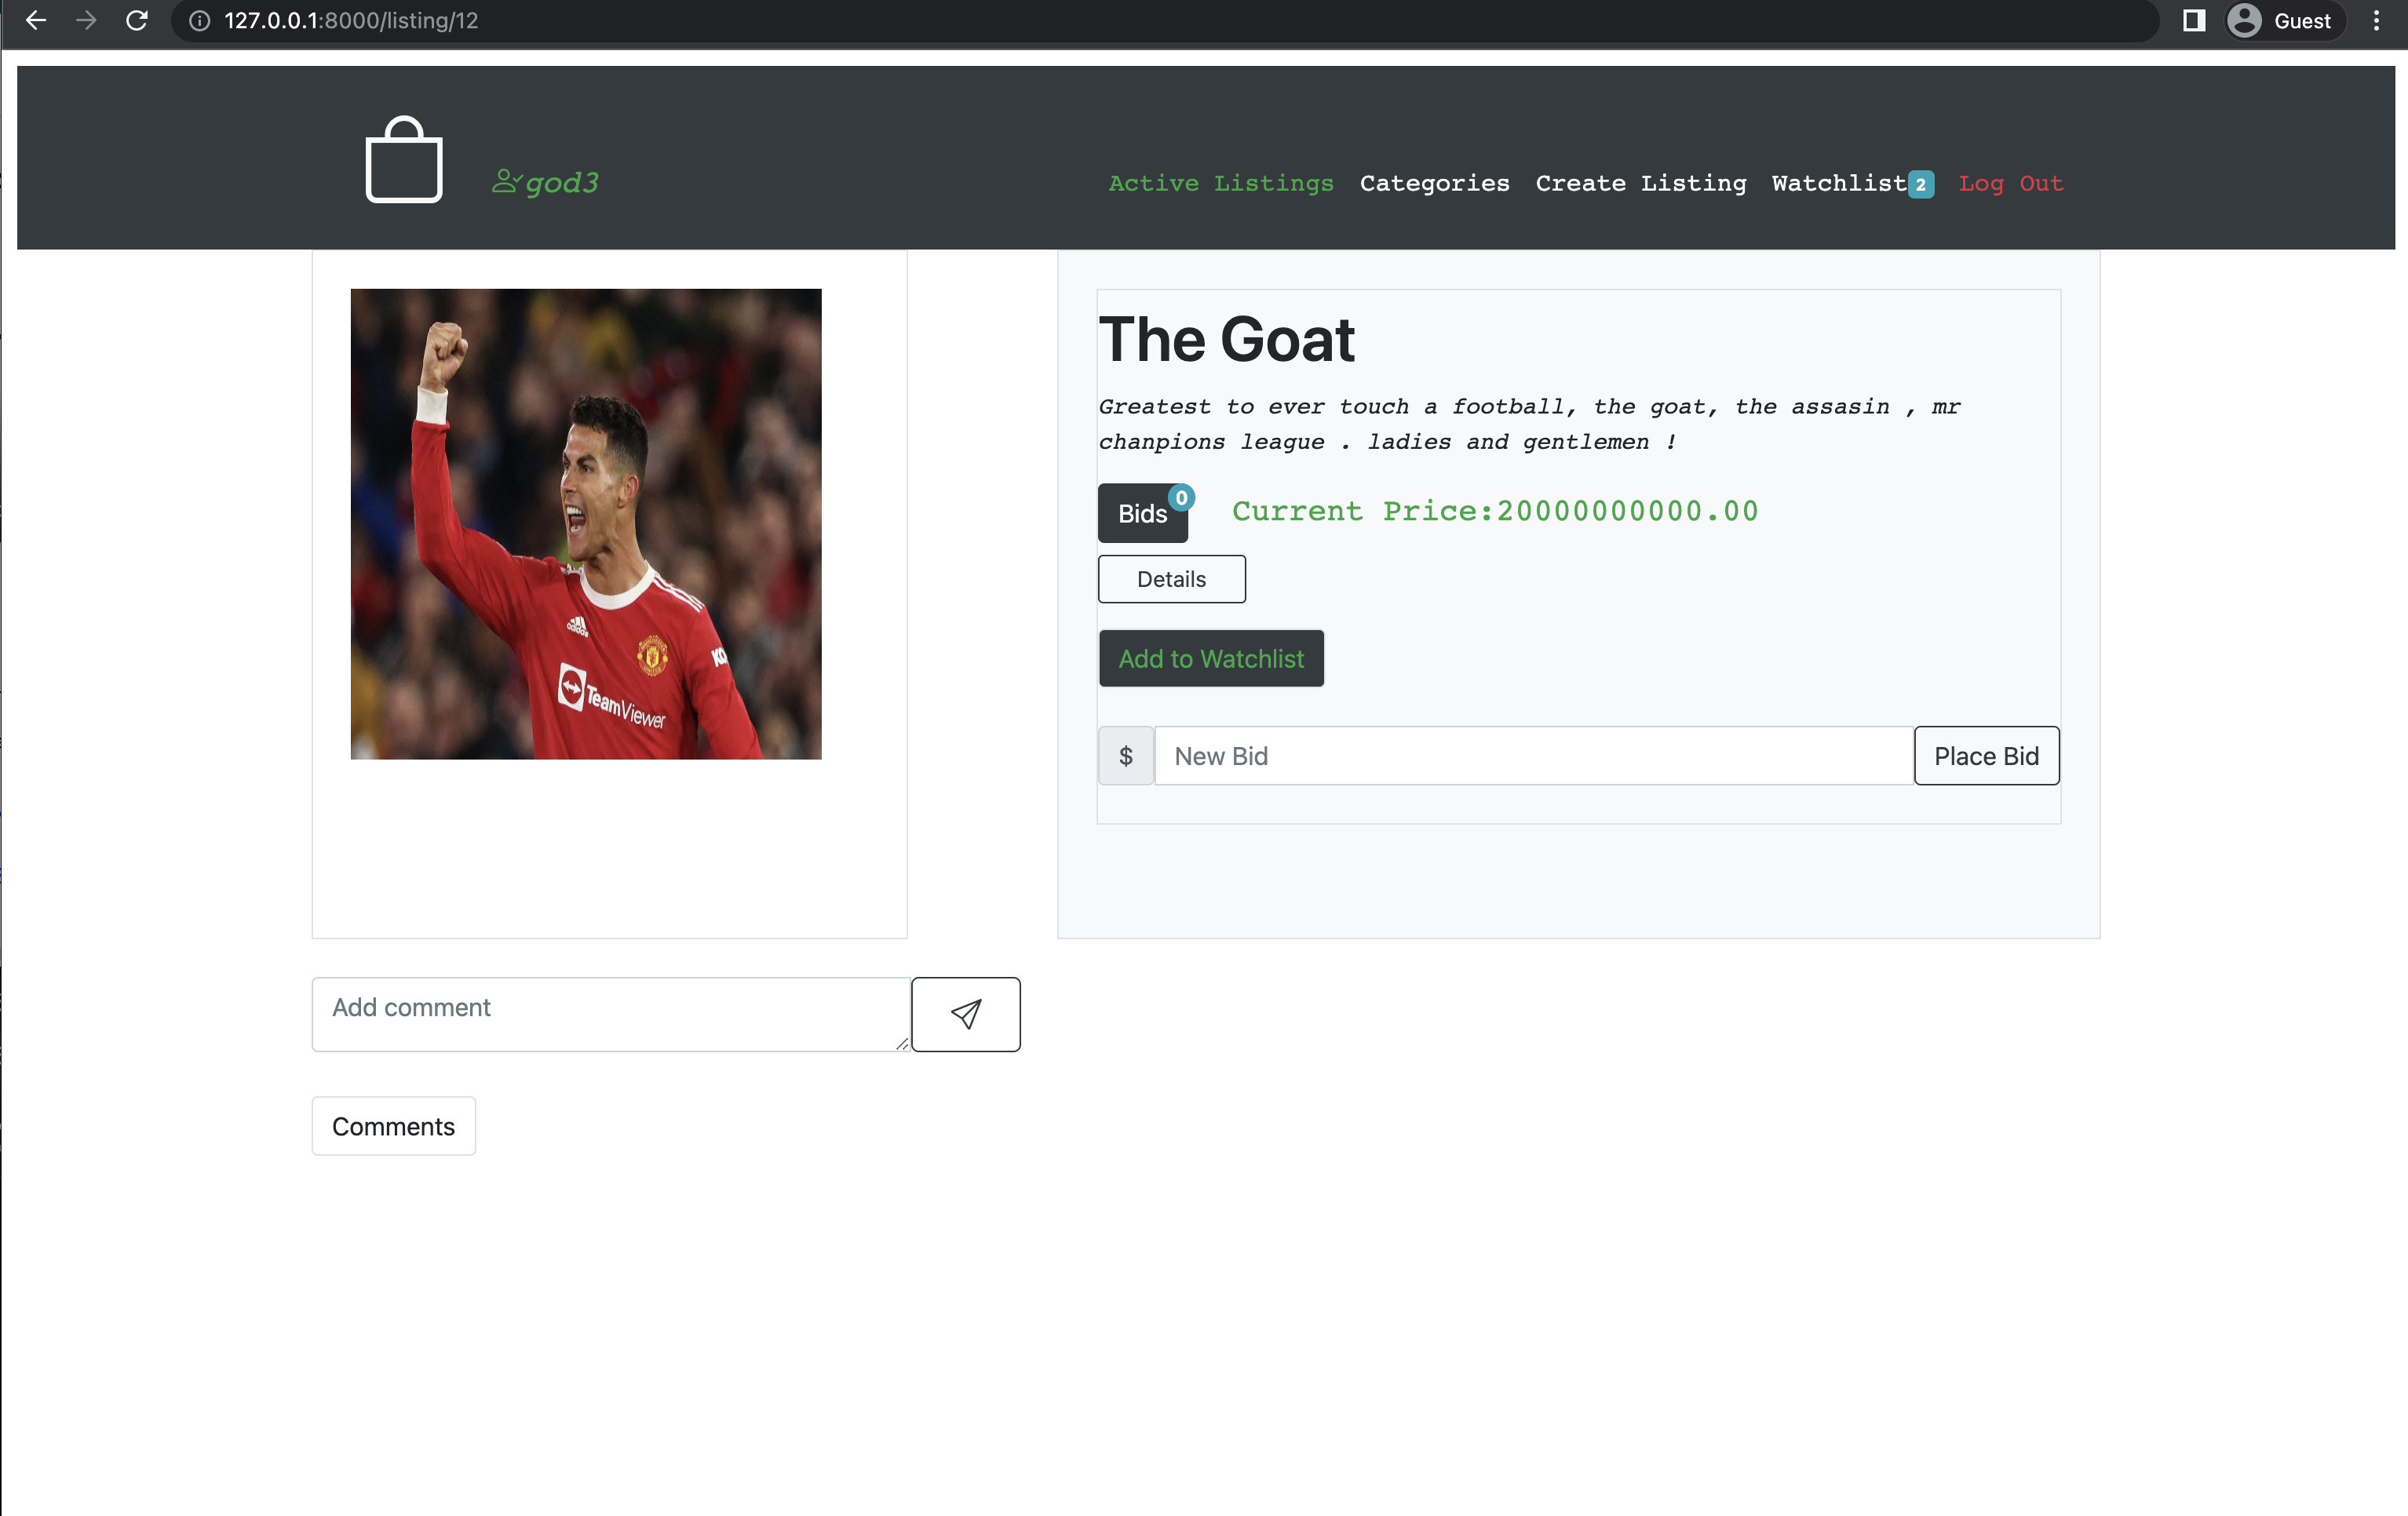 127.0.0.1:8000/listing/12
Guest
god3
Active Listings Categories Create Listing Watchlist 2 Log Out
adidas
TeamViewer
The Goat
Greatest to ever touch a football, the goat, the assasin , mr
chanpions league . ladies and gentlemen !
Bids 0 Current Price:20000000000.00
Details
Add to Watchlist
$ New Bid Place Bid
Add comment
Comments